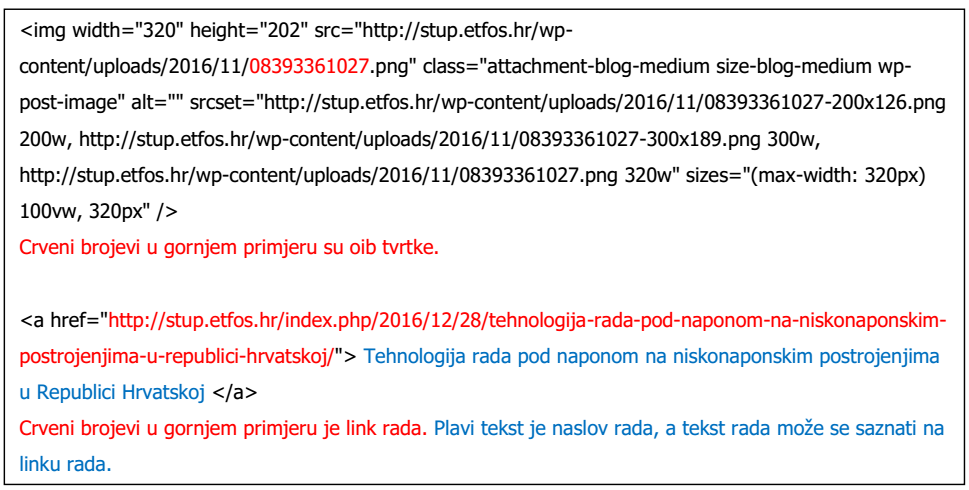 <img width="320" height="202" src="http://stup.etfos.hr/wp-
content/uploads/2016/11/08393361027.png" class="attachment-blog-medium size-blog-medium wp-
post-image" alt="" srcset="http://stup.etfos.hr/wp-content/uploads/2016/11/08393361027-200x126.png
200w, http://stup.etfos.hr/wp-content/uploads/2016/11/08393361027-300x189.png 300w,
http://stup.etfos.hr/wp-content/uploads/2016/11/08393361027.png 320w" sizes="(max-width: 320px)
100vw, 320px" />
Crveni brojevi u gornjem primjeru su oib tvrtke.
<a href="http://stup.etfos.hr/index.php/2016/12/28/tehnologija-rada-pod-naponom-na-niskonaponskim-
postrojenjima-u-republici-hrvatskoj/"> Tehnologija rada pod naponom na niskonaponskim postrojenjima
u Republici Hrvatskoj </a>
Crveni brojevi u gornjem primjeru je link rada. Plavi tekst je naslov rada, a tekst rada može se saznati na
linku rada.